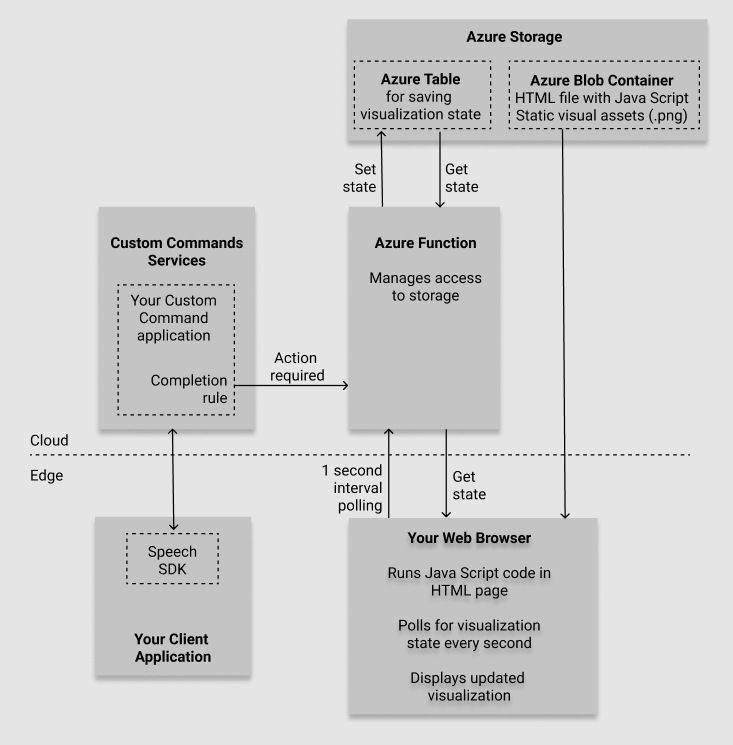 Azure Storage
Azure Table
for saving
visualization state
Azure Blob Container
HTML file with Java Script
Static visual assets (.png)
Set
state
Get
state
Custom Commands
Services
Your Custom
Command
application
Completion
rule
Action
required
Azure Function
Manages access
to storage
Cloud
Edge
1 second
interval
polling
Get
state
Speech
SDK
Your Client
Application
Your Web Browser
Runs Java Script code in
HTML page
Polls for visualization
state every second
Displays updated
visualization